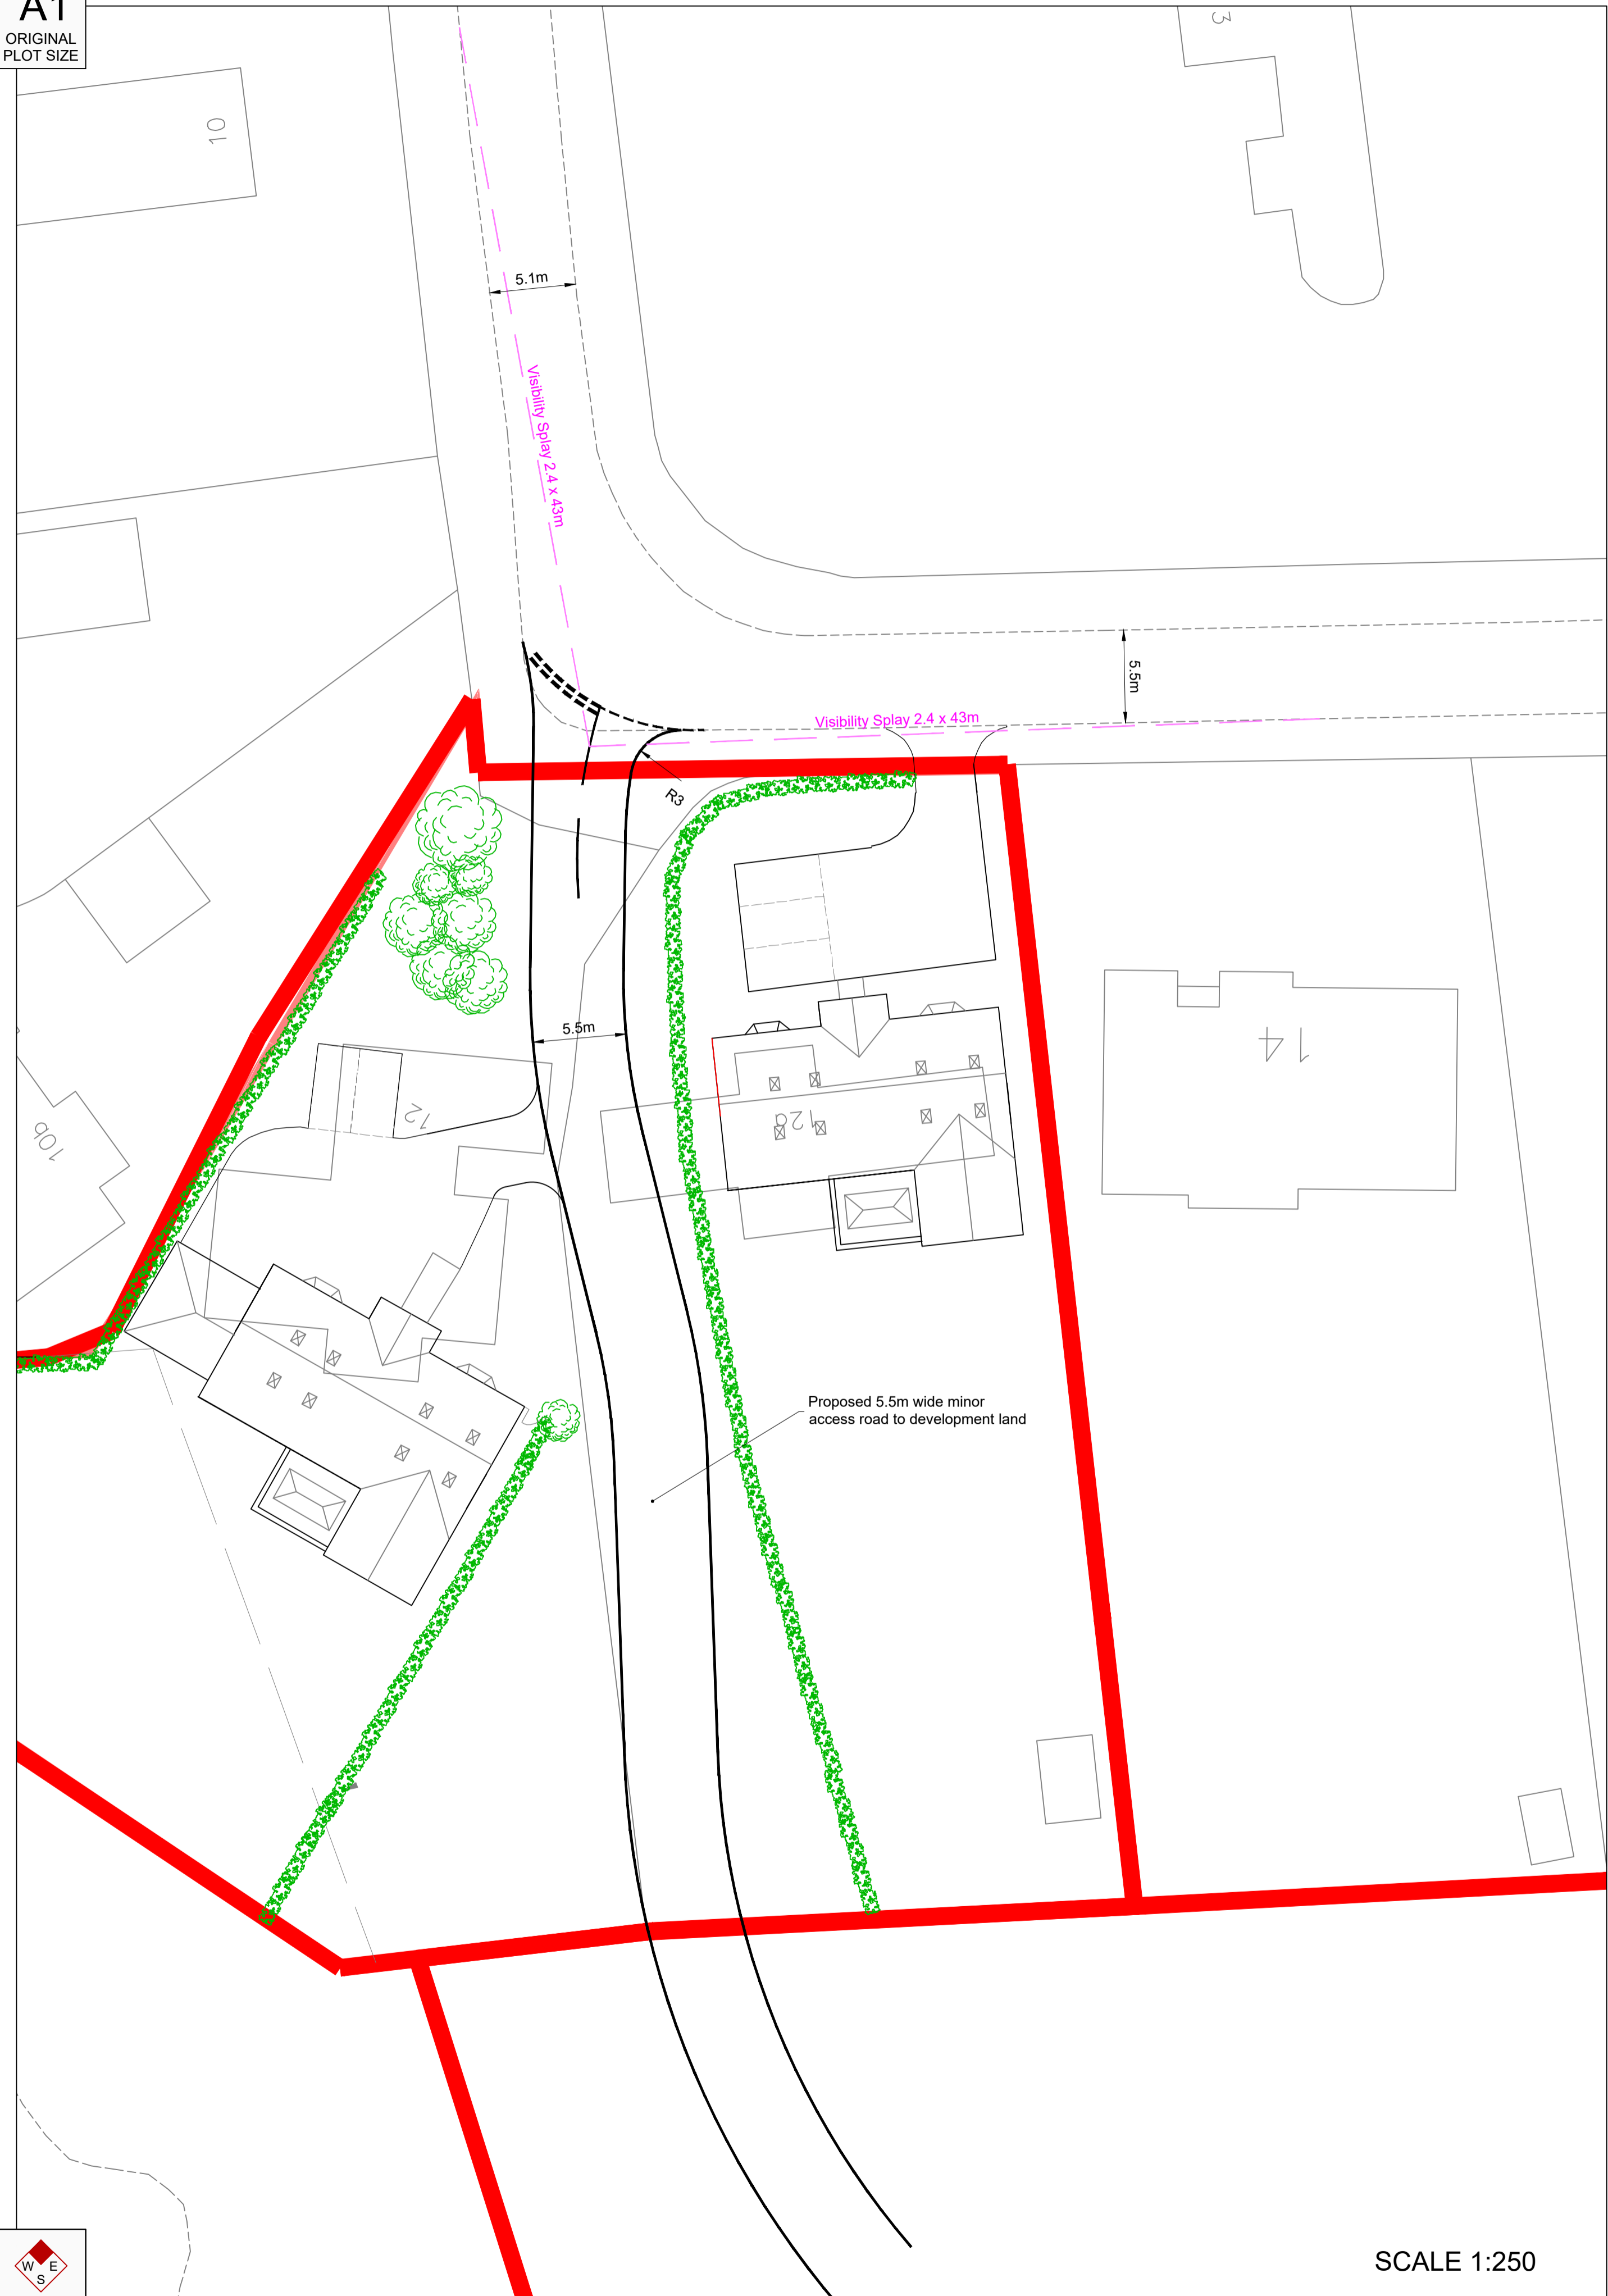 A1
ORIGINAL
PLOT SIZE
3
10
5.1m
Visibility Splay 2.4 x 43m
5.5m
Visibility Splay 2.4 x 43m
R3
5.5m
14
12
12a
10b
Proposed 5.5m wide minor
access road to development land
W E
S
SCALE 1:250